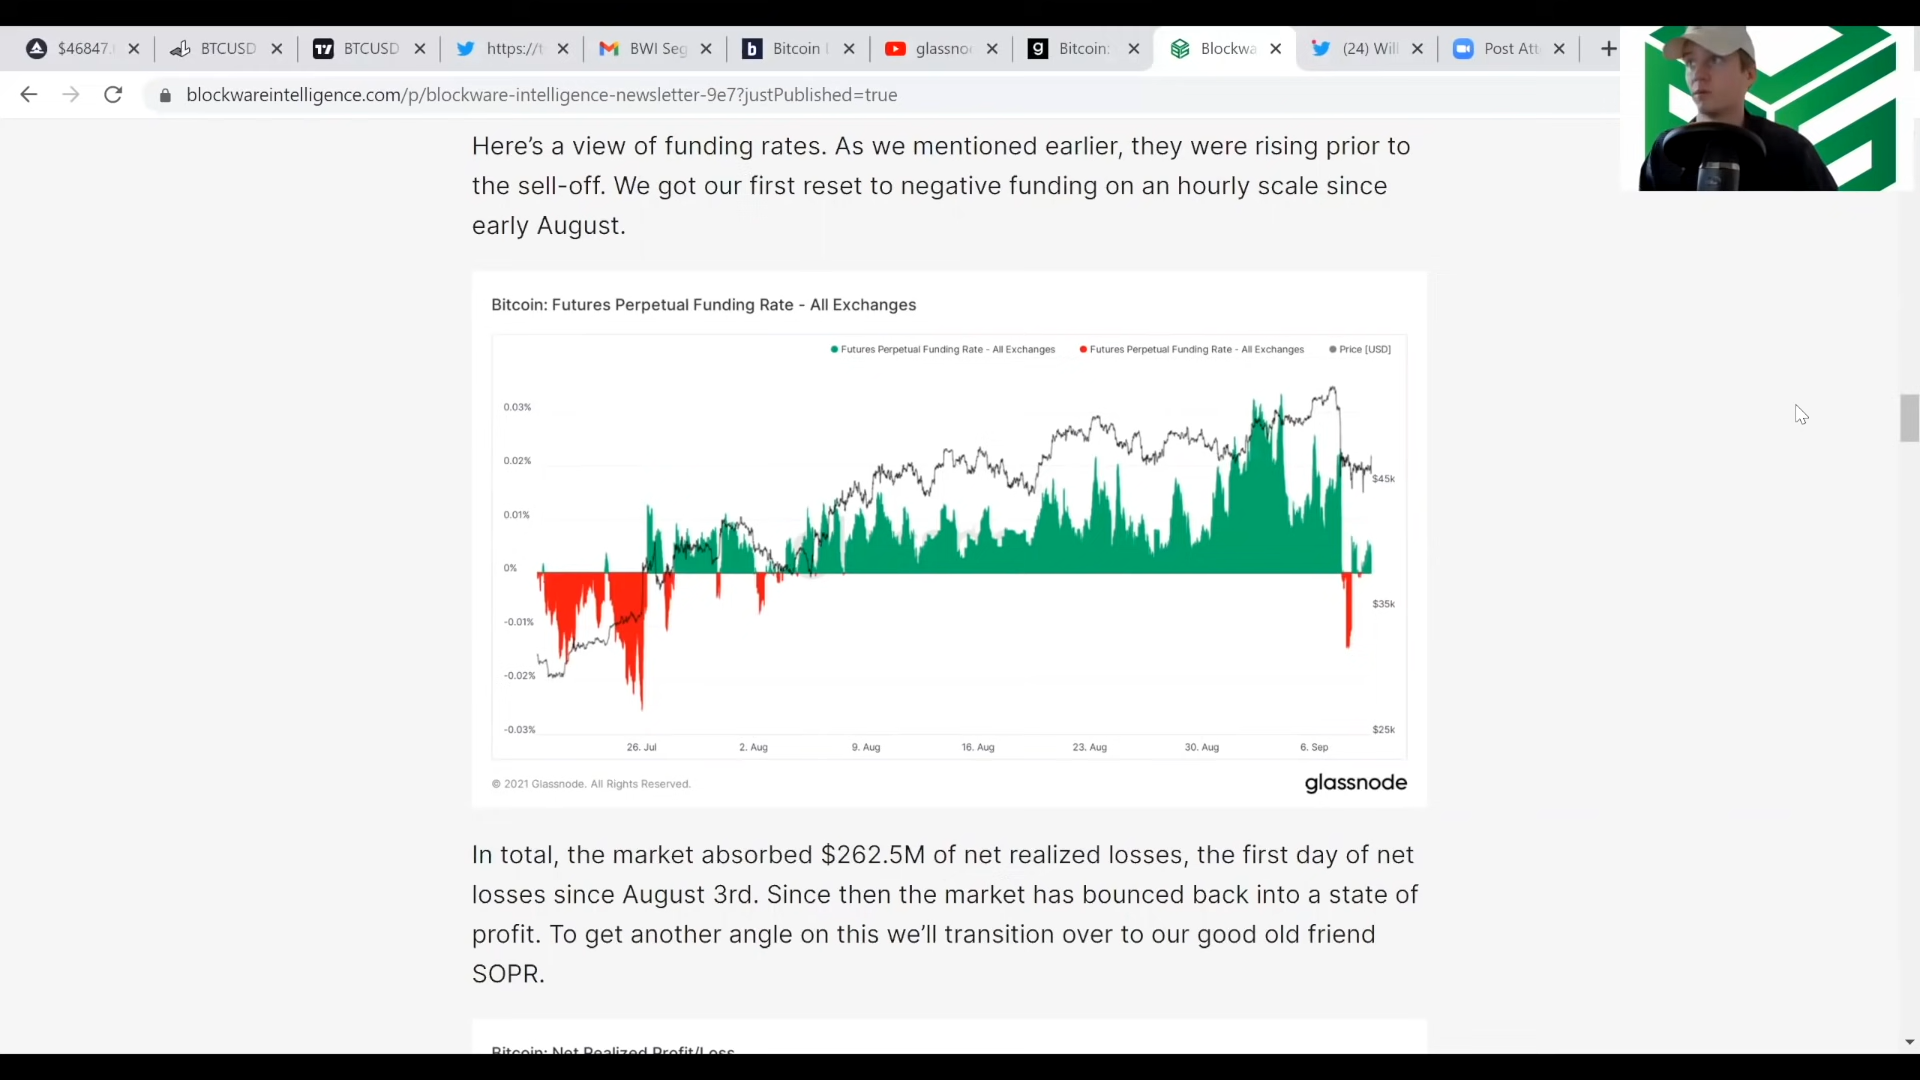 $46847.
BTCUSD
BTCUSD
https://t
BWI Seg
Bitcoin
glassno
Bitcoin:
Blockwa
(24) Will
Post Att
blockwareintelligence.com/p/blockware-intelligence-newsletter-9e7?justPublished=true
Here’s a view of funding rates. As we mentioned earlier, they were rising prior to
the sell-off. We got our first reset to negative funding on an hourly scale since
early August.
Bitcoin: Futures Perpetual Funding Rate - All Exchanges
Futures Perpetual Funding Rate - All Exchanges Futures Perpetual Funding Rate - All Exchanges Price [USD]
0.03%
0.02%
$45k
0.01%
0%
$35k
-0.01%
-0.02%
-0.03%
$25k
26. Jul 2. Aug 9. Aug 16. Aug 23. Aug 30. Aug 6. Sep
© 2021 Glassnode. All Rights Reserved.
glassnode
In total, the market absorbed $262.5M of net realized losses, the first day of net
losses since August 3rd. Since then the market has bounced back into a state of
profit. To get another angle on this we’ll transition over to our good old friend
SOPR.
Bitcoin: Net Realized Profit/Loss